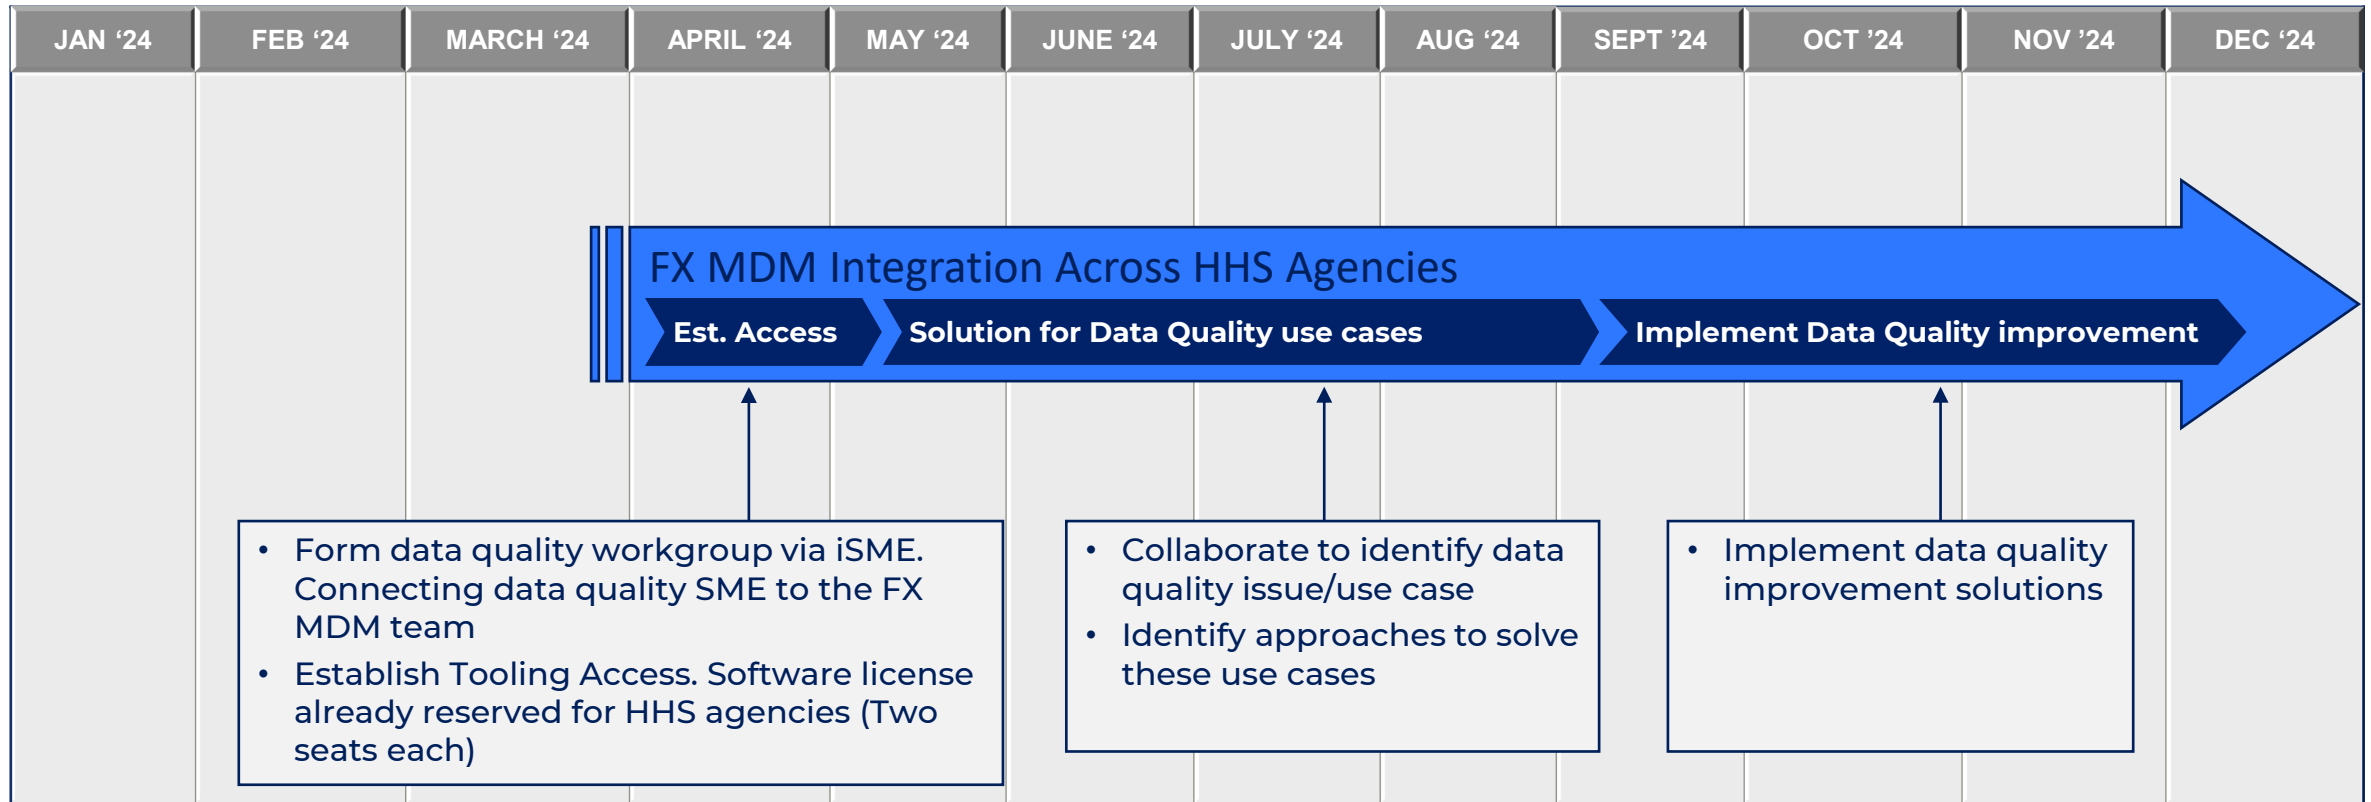 JAN ‘24
FEB ‘24
MARCH ‘24
APRIL ‘24
MAY ‘24
JUNE ‘24
JULY ‘24
AUG ‘24
SEPT ’24
OCT ’24
NOV ’24
DEC ‘24
FX MDM Integration Across HHS Agencies
Est. Access
Solution for Data Quality use cases
Implement Data Quality improvement
• Form data quality workgroup via iSME.
Connecting data quality SME to the FX
MDM team
• Establish Tooling Access. Software license
already reserved for HHS agencies (Two
seats each)
• Collaborate to identify data
quality issue/use case
• Identify approaches to solve
these use cases
• Implement data quality
improvement solutions